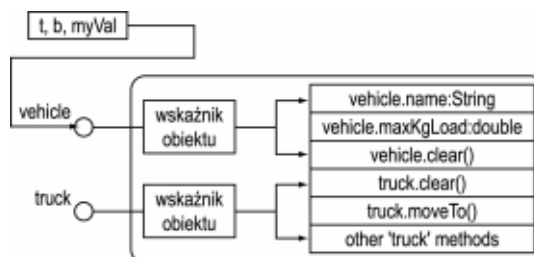 t, b, myVal
vehicle
wskaźnik
obiektu
vehicle.name:String
vehicle.maxKgLoad:double
vehicle.clear()
truck
wskaźnik
obiektu
truck.clear()
truck.moveTo()
other 'truck' methods